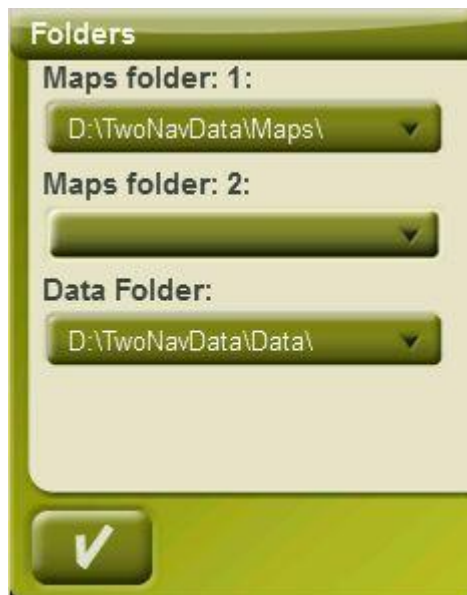 Folders
Maps folder: 1:
D:\TwoNavData\Maps\
Maps folder: 2:
Data Folder:
D:\TwoNavData\Data\